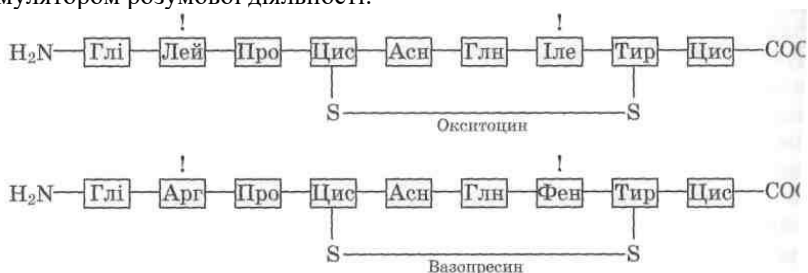 мулятором розумової діяльності.
! !
H₂N Глі Лей Про Цис Асн Глн Іле Тир Цис COO
S S
Окситоцин
! !
H₂N Глі Арг Про Цис Асн Глн Фен Тир Цис CO(
S S
Вазопресин